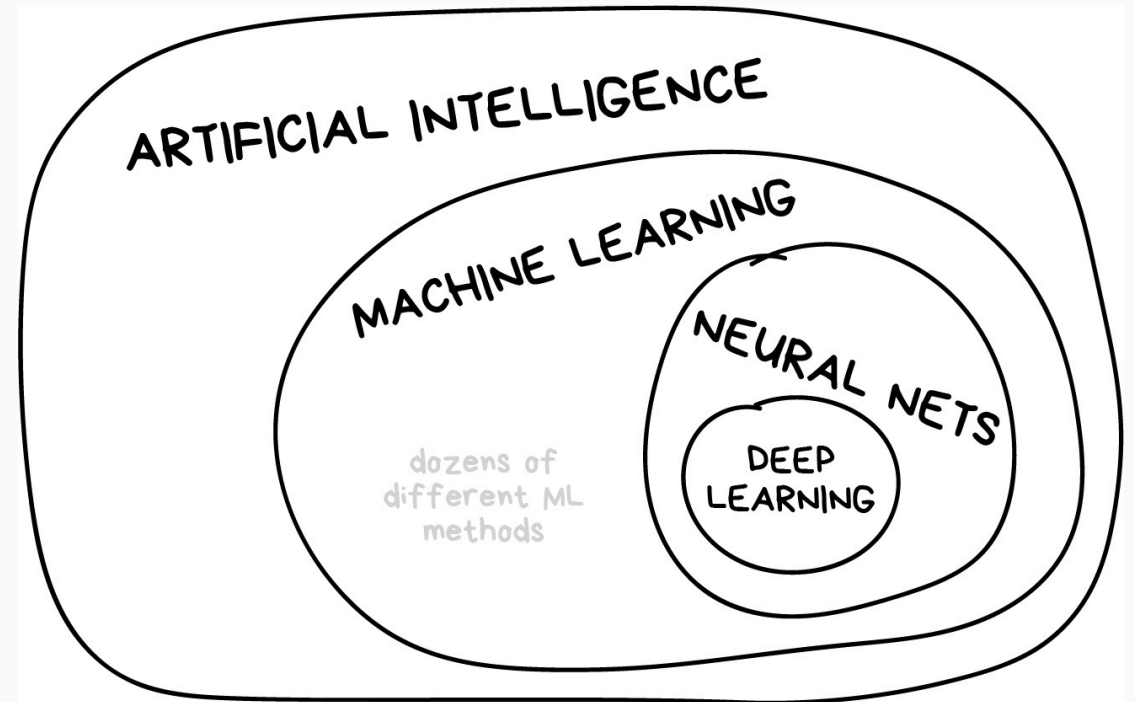 ARTIFICIAL INTELLIGENCE
MACHINE LEARNING
NEURAL NETS
dozens of
different ML
methods
DEEP
LEARNING